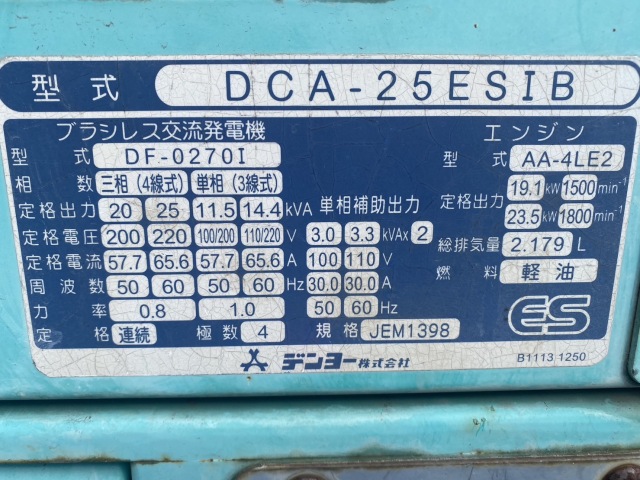 型式 DCA-25ESIB
ブラシレス交流発電機
型式 DF-0270I
相数 三相(4線式) 単相(3線式)
定格出力 20 25 11.5 14.4 kVA 単相補助出力
定格電圧 200 220 100/200 110/220 V 3.0 3.3 kVA×2
定格電流 57.7 65.6 57.7 65.6 A 100 110 V
周波数 50 60 50 60 Hz 30.0 30.0 A
力率 0.8 1.0 50 60 Hz
定格 連続 極数 4 規格 JEM1398
エンジン
型式 AA-4LE2
定格出力 19.1 kW 1500 min⁻¹
23.5 kW 1800 min⁻¹
総排気量 2.179 L
燃料 軽油
ES
デンヨー株式会社
B1113 1250